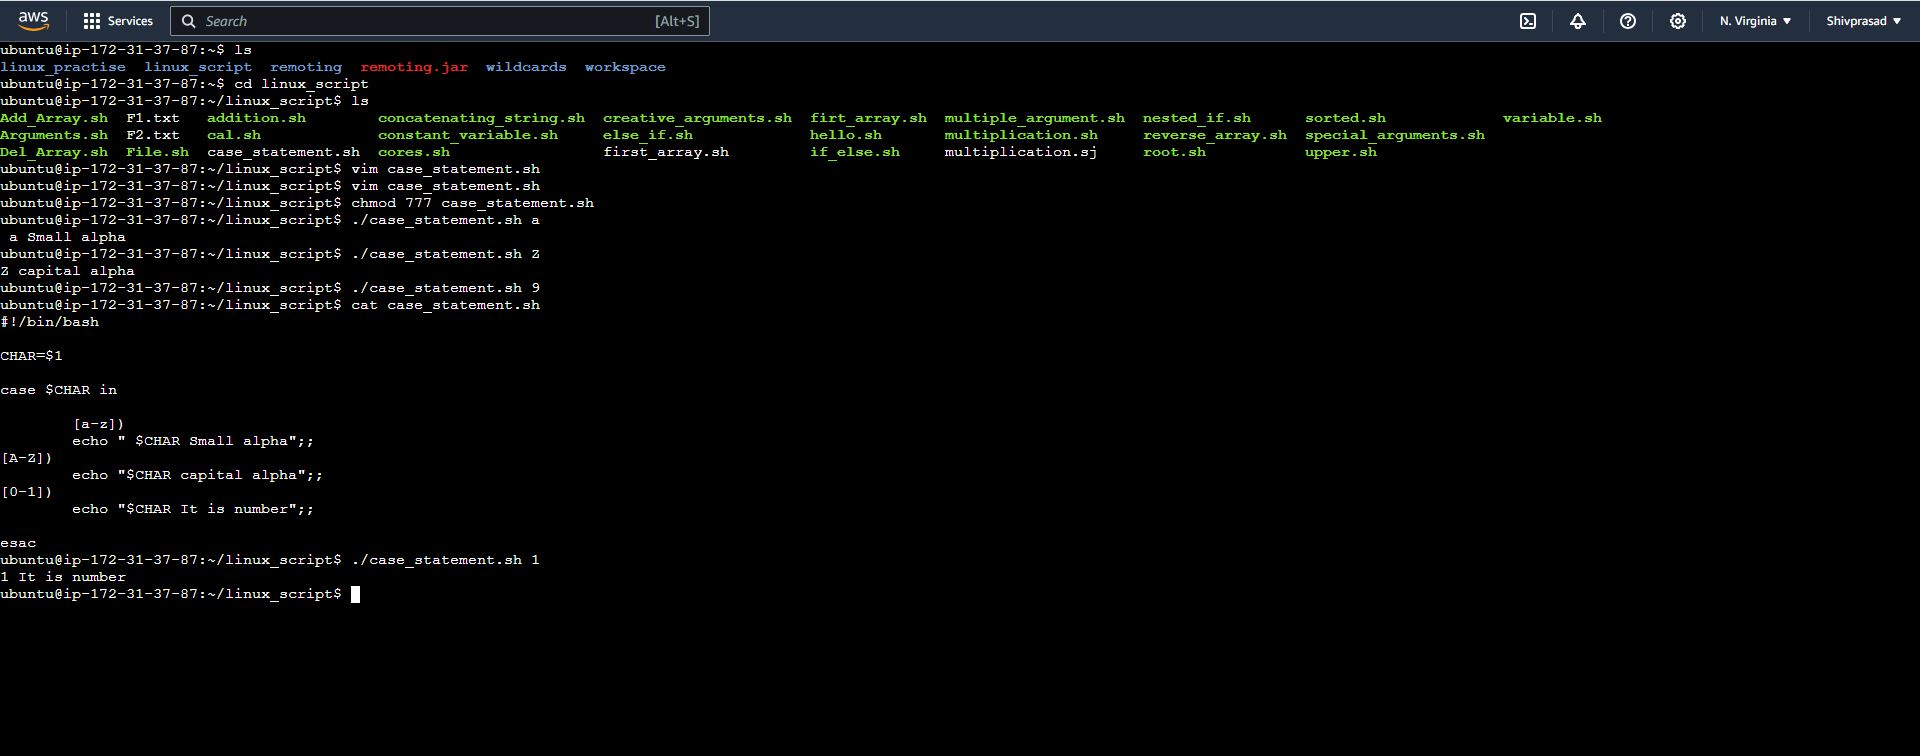 aws Services Search [Alt+S] N. Virginia Shivprasad
ubuntu@ip-172-31-37-87:~$ ls
linux_practise linux_script remoting remoting.jar wildcards workspace
ubuntu@ip-172-31-37-87:~$ cd linux_script
ubuntu@ip-172-31-37-87:~/linux_script$ ls
Add_Array.sh F1.txt addition.sh concatenating_string.sh creative_arguments.sh firt_array.sh multiple_argument.sh nested_if.sh sorted.sh variable.sh
Arguments.sh F2.txt cal.sh constant_variable.sh else_if.sh hello.sh multiplication.sh reverse_array.sh special_arguments.sh
Del_Array.sh File.sh case_statement.sh cores.sh first_array.sh if_else.sh multiplication.sj root.sh upper.sh
ubuntu@ip-172-31-37-87:~/linux_script$ vim case_statement.sh
ubuntu@ip-172-31-37-87:~/linux_script$ vim case_statement.sh
ubuntu@ip-172-31-37-87:~/linux_script$ chmod 777 case_statement.sh
ubuntu@ip-172-31-37-87:~/linux_script$ ./case_statement.sh a
 a Small alpha
ubuntu@ip-172-31-37-87:~/linux_script$ ./case_statement.sh Z
Z capital alpha
ubuntu@ip-172-31-37-87:~/linux_script$ ./case_statement.sh 9
ubuntu@ip-172-31-37-87:~/linux_script$ cat case_statement.sh
#!/bin/bash
CHAR=$1
case $CHAR in
[a-z])
echo " $CHAR Small alpha";;
[A-Z])
echo "$CHAR capital alpha";;
[0-1])
echo "$CHAR It is number";;
esac
ubuntu@ip-172-31-37-87:~/linux_script$ ./case_statement.sh 1
1 It is number
ubuntu@ip-172-31-37-87:~/linux_script$